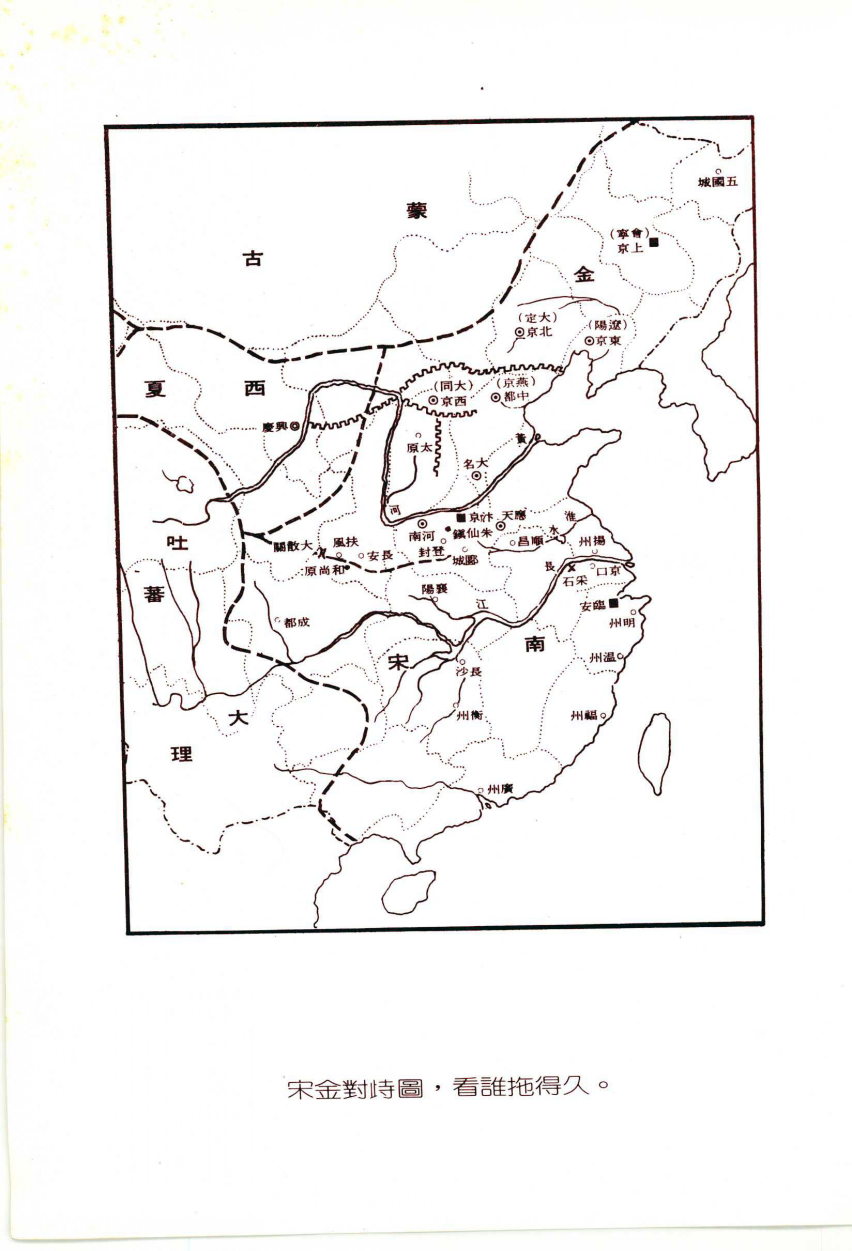 蒙古
五國城
(會寧)
上京
金
(大定)
北京
(遼陽)
東京
西夏
(大同)
西京
(燕京)
中都
興慶
太原
黃河
大名
汴京
應天
河南
朱仙鎮
淮水
順昌
揚州
登封
郾城
吐蕃
大散關
扶風
長安
和尚原
長江
采石
京口
襄陽
臨安
明州
成都
南宋
溫州
長沙
大理
衡州
福州
廣州
宋金對峙圖，看誰拖得久。